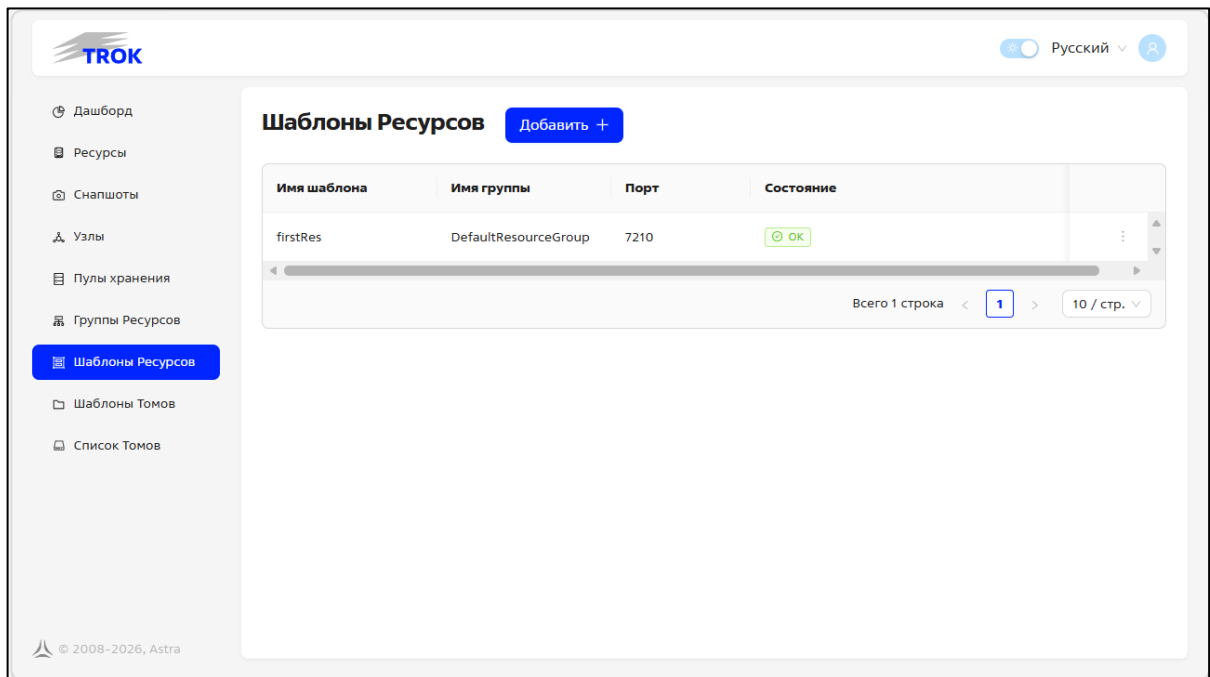 TROK
Русский
Дашборд
Ресурсы
Снапшоты
Узлы
Пулы хранения
Группы Ресурсов
Шаблоны Ресурсов
Шаблоны Томов
Список Томов
© 2008-2026, Astra
Шаблоны Ресурсов Добавить +
Имя шаблона Имя группы Порт Состояние
firstRes DefaultResourceGroup 7210 OK
Всего 1 строка < 1 > 10 / стр.